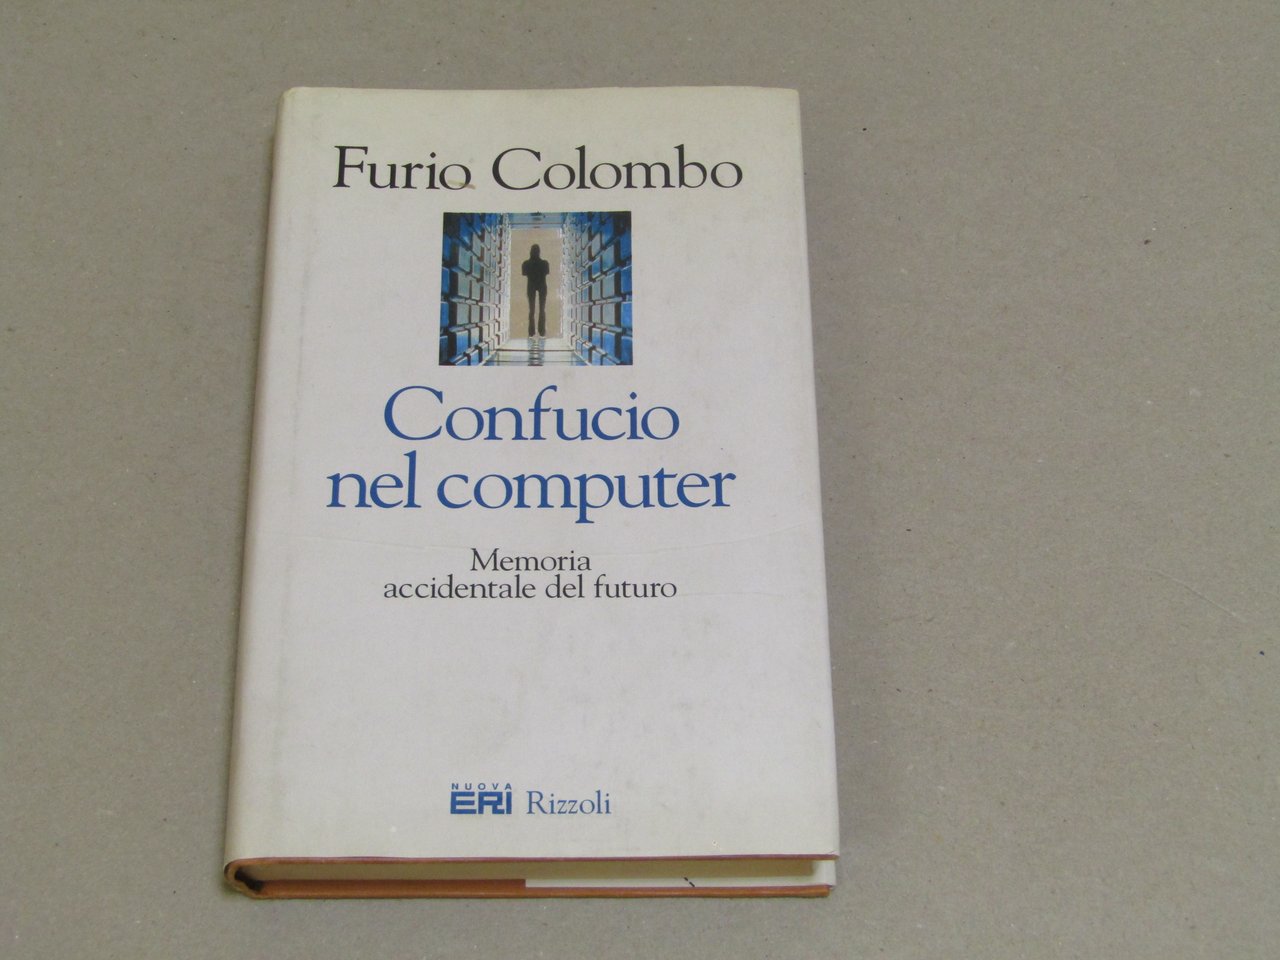 Furio Colombo
Confucio
nel computer
Memoria
accidentale del futuro
NUOVA
ERI Rizzoli